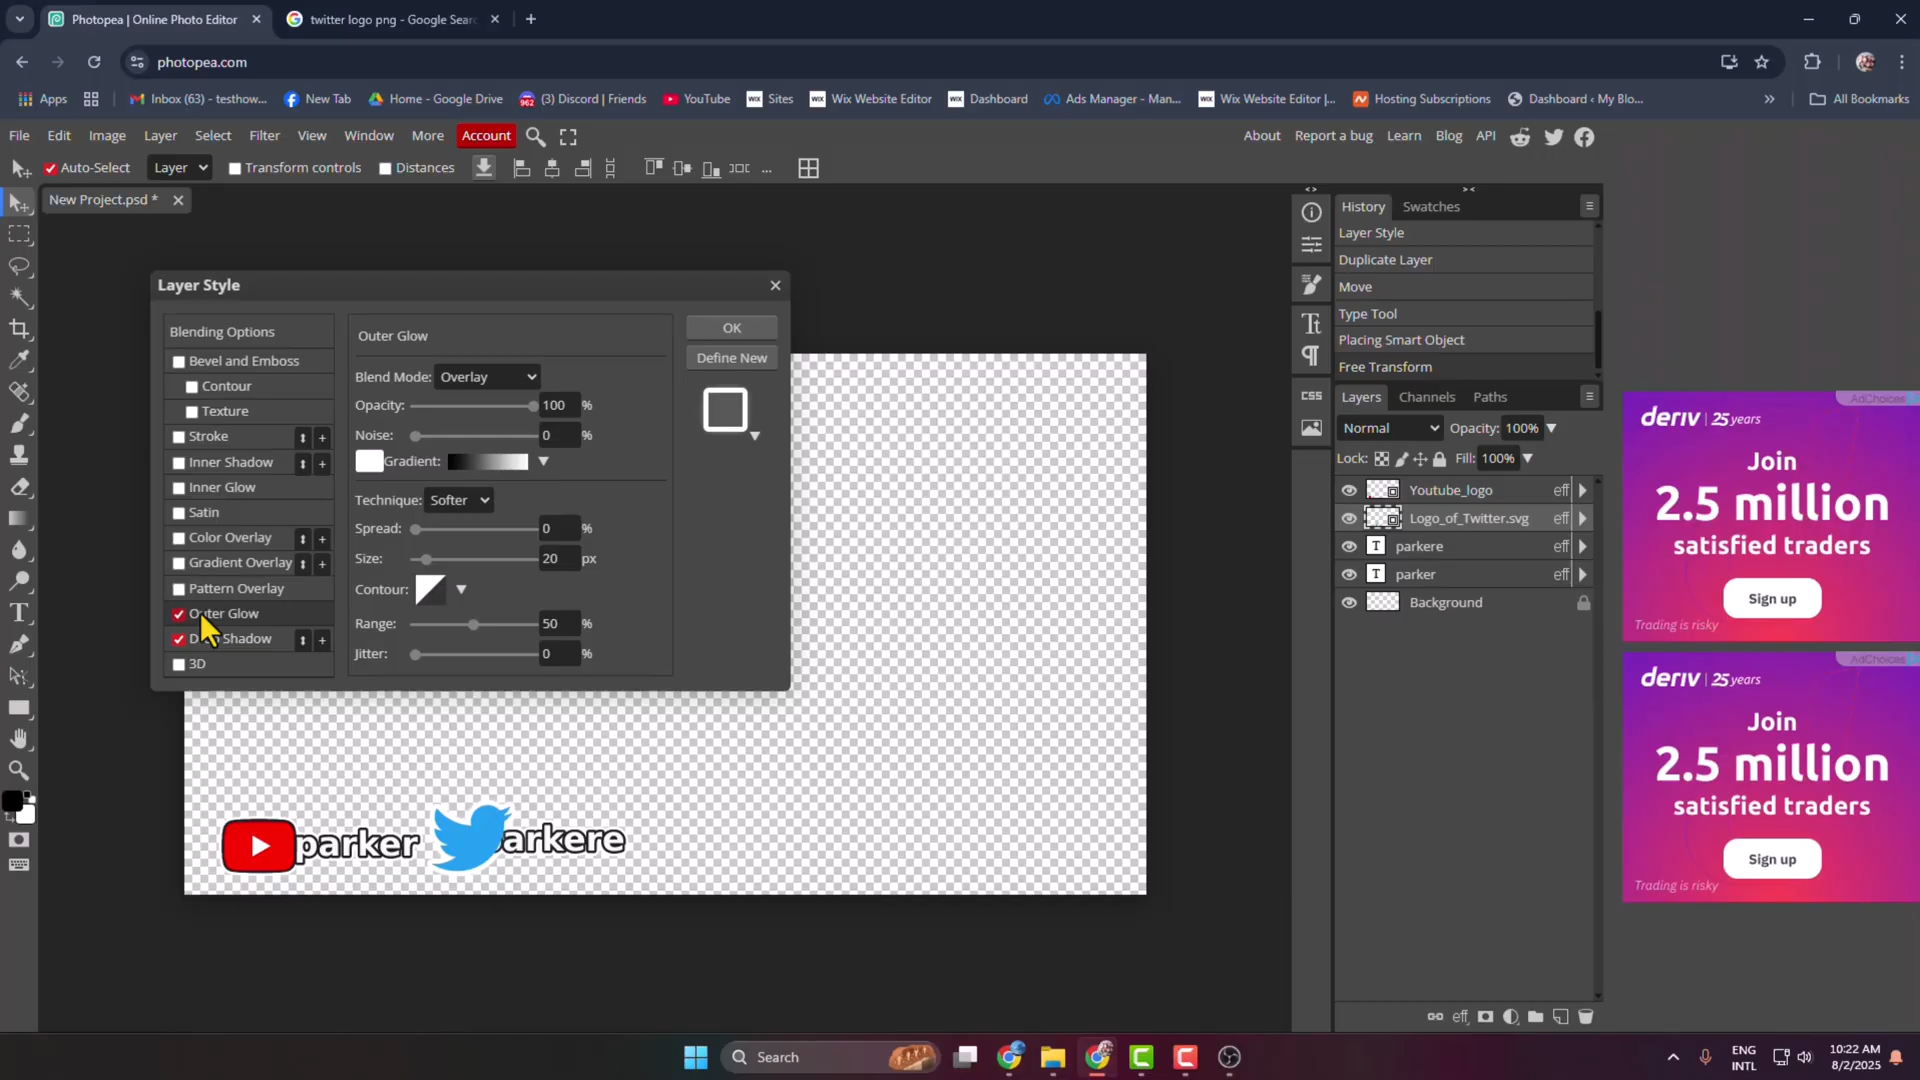 Photopea | Online Photo Editor
twitter logo png - Google Sear
photopea.com
Apps
Inbox (63) - testhow...
New Tab
Home - Google Drive
962
(3) Discord | Friends
YouTube
WIX
Sites
WIX
Wix Website Editor
WIX
Dashboard
Ads Manager - Man...
WIX
Wix Website Editor |...
Hosting Subscriptions
Dashboard ‹ My Blo...
All Bookmarks
File
Edit
Image
Layer
Select
Filter
View
Window
More
Account
About
Report a bug
Learn
Blog
API
Auto-Select
Layer
Transform controls
Distances
...
New Project.psd *
Layer Style
Blending Options
Bevel and Emboss
Contour
Texture
Stroke
Inner Shadow
Inner Glow
Satin
Color Overlay
Gradient Overlay
Pattern Overlay
Outer Glow
Shadow
3D
Outer Glow
Blend Mode: Overlay
Opacity: 100 %
Noise: 0 %
Gradient:
Technique: Softer
Spread: 0 %
Size: 20 px
Contour:
Range: 50 %
Jitter: 0 %
OK
Define New
parker
arkere
History
Swatches
Layer Style
Duplicate Layer
Move
Type Tool
Placing Smart Object
Free Transform
CSS
Layers
Channels
Paths
Normal
Opacity: 100%
Lock:
Fill: 100%
Youtube_logo
eff
Logo_of_Twitter.svg
eff
T
parkere
eff
T
parker
eff
Background
eff
AdChoices
deriv | 25 years
Join
2.5 million
satisfied traders
Sign up
Trading is risky
AdChoices
deriv | 25 years
Join
2.5 million
satisfied traders
Sign up
Trading is risky
Search
ENG
INTL
10:22 AM
8/2/2025